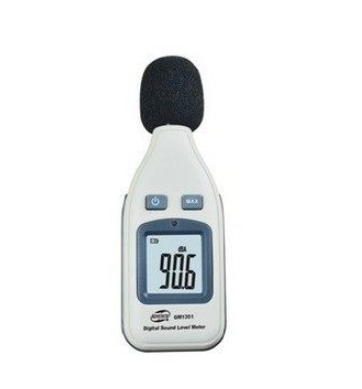 MAX
dBA
90.6
GM1351
Digital Sound Level Meter